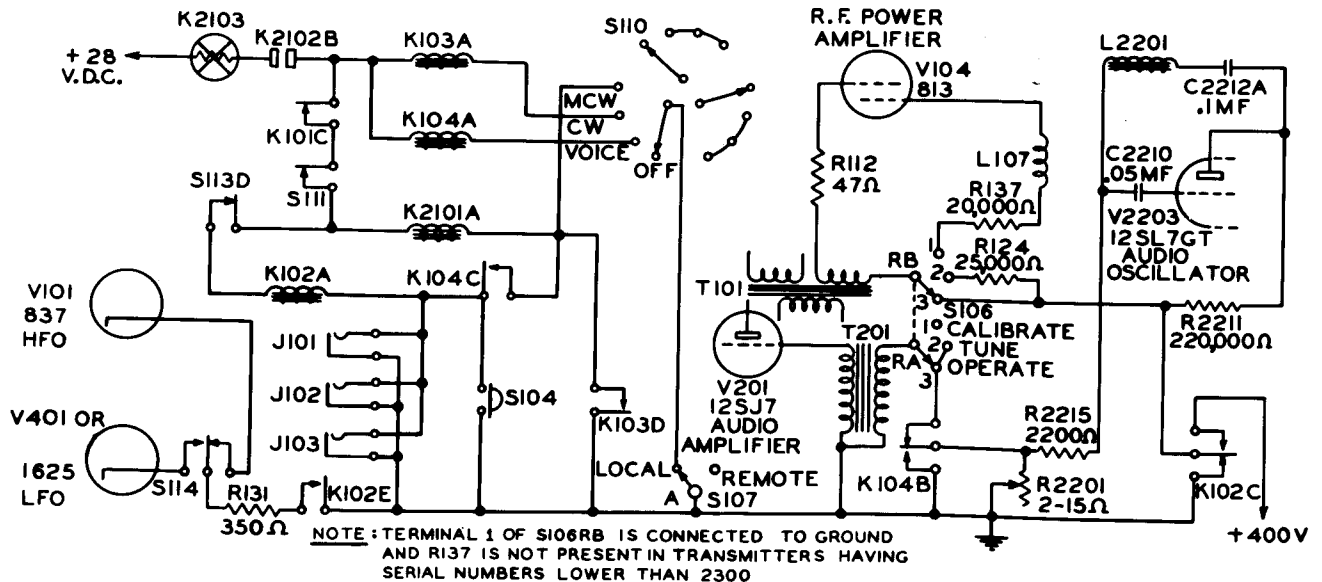 K2103
K2102B
+ 28
V.D.C.
K103A
K101C
K104A
S111
S113D
K2101A
K102A
K104C
V101
837
HFO
J101
J102
J103
S104
K103D
V401 OR
1625
LFO
S114
R131
350Ω
K102E
S110
MCW
CW
VOICE
OFF
R.F. POWER
AMPLIFIER
V104
813
R112
47Ω
L107
R137
20,000Ω
R124
25,000Ω
RB
1
2
3
S106
T101
T201
V201
12SJ7
AUDIO
AMPLIFIER
RA
1
2
3
CALIBRATE
TUNE
OPERATE
LOCAL
REMOTE
A
S107
K104B
L2201
C2212A
.1MF
C2210
.05MF
V2203
12SL7GT
AUDIO
OSCILLATOR
R2211
220,000Ω
R2215
2200Ω
R2201
2-15Ω
K102C
+400V
NOTE: TERMINAL 1 OF S106RB IS CONNECTED TO GROUND
AND R137 IS NOT PRESENT IN TRANSMITTERS HAVING
SERIAL NUMBERS LOWER THAN 2300